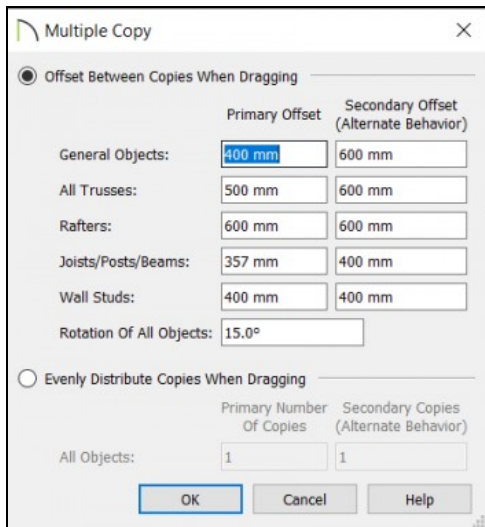 Multiple Copy
Offset Between Copies When Dragging
Primary Offset Secondary Offset
(Alternate Behavior)
General Objects: 400 mm 600 mm
All Trusses: 500 mm 600 mm
Rafters: 600 mm 600 mm
Joists/Posts/Beams: 357 mm 400 mm
Wall Studs: 400 mm 400 mm
Rotation Of All Objects: 15.0°
Evenly Distribute Copies When Dragging
Primary Number Secondary Copies
Of Copies (Alternate Behavior)
All Objects: 1 1
OK Cancel Help